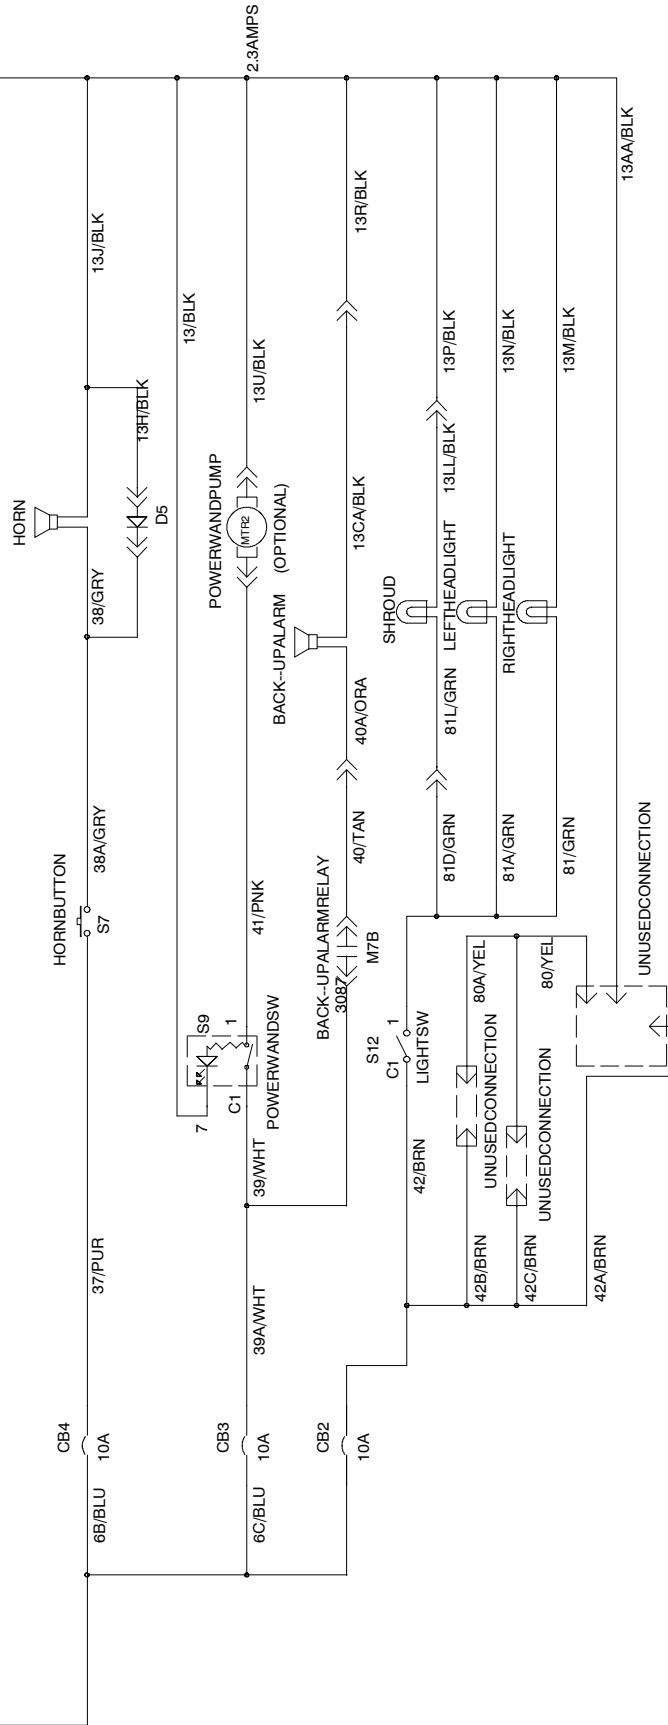 2.3AMPS
HORN
13J/BLK
13H/BLK
D5
38/GRY
38A/GRY
HORNBUTTON
S7
37/PUR
CB4
10A
6B/BLU
13/BLK
13U/BLK
POWERWANDPUMP
MTR2
(OPTIONAL)
41/PNK
S9
1
7
C1
POWERWANDSW
39/WHT
39A/WHT
CB3
10A
6C/BLU
13R/BLK
13CA/BLK
BACK--UPALARM
40A/ORA
40/TAN
BACK--UPALARMRELAY
3087
M7B
CB2
10A
13P/BLK
13LL/BLK
SHROUD
81L/GRN
81D/GRN
13N/BLK
LEFTHEADLIGHT
81A/GRN
13M/BLK
RIGHTHEADLIGHT
81/GRN
S12
C1
1
LIGHTSW
42/BRN
80A/YEL
UNUSEDCONNECTION
42B/BRN
80/YEL
UNUSEDCONNECTION
42C/BRN
13AA/BLK
UNUSEDCONNECTION
42A/BRN